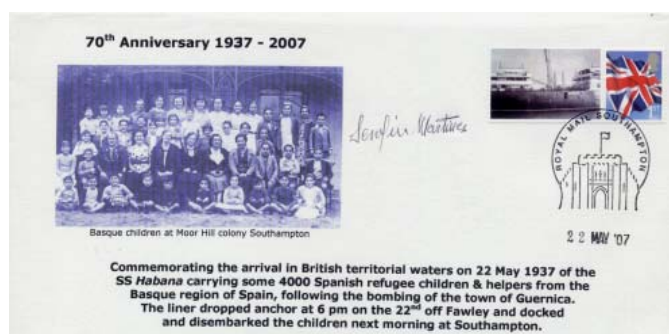 70th Anniversary 1937 - 2007
ROYAL MAIL SOUTHAMPTON
22 MAY '07
Basque children at Moor Hill colony Southampton
Commemorating the arrival in British territorial waters on 22 May 1937 of the
SS Habana carrying some 4000 Spanish refugee children & helpers from the
Basque region of Spain, following the bombing of the town of Guernica.
The liner dropped anchor at 6 pm on the 22nd off Fawley and docked
and disembarked the children next morning at Southampton.